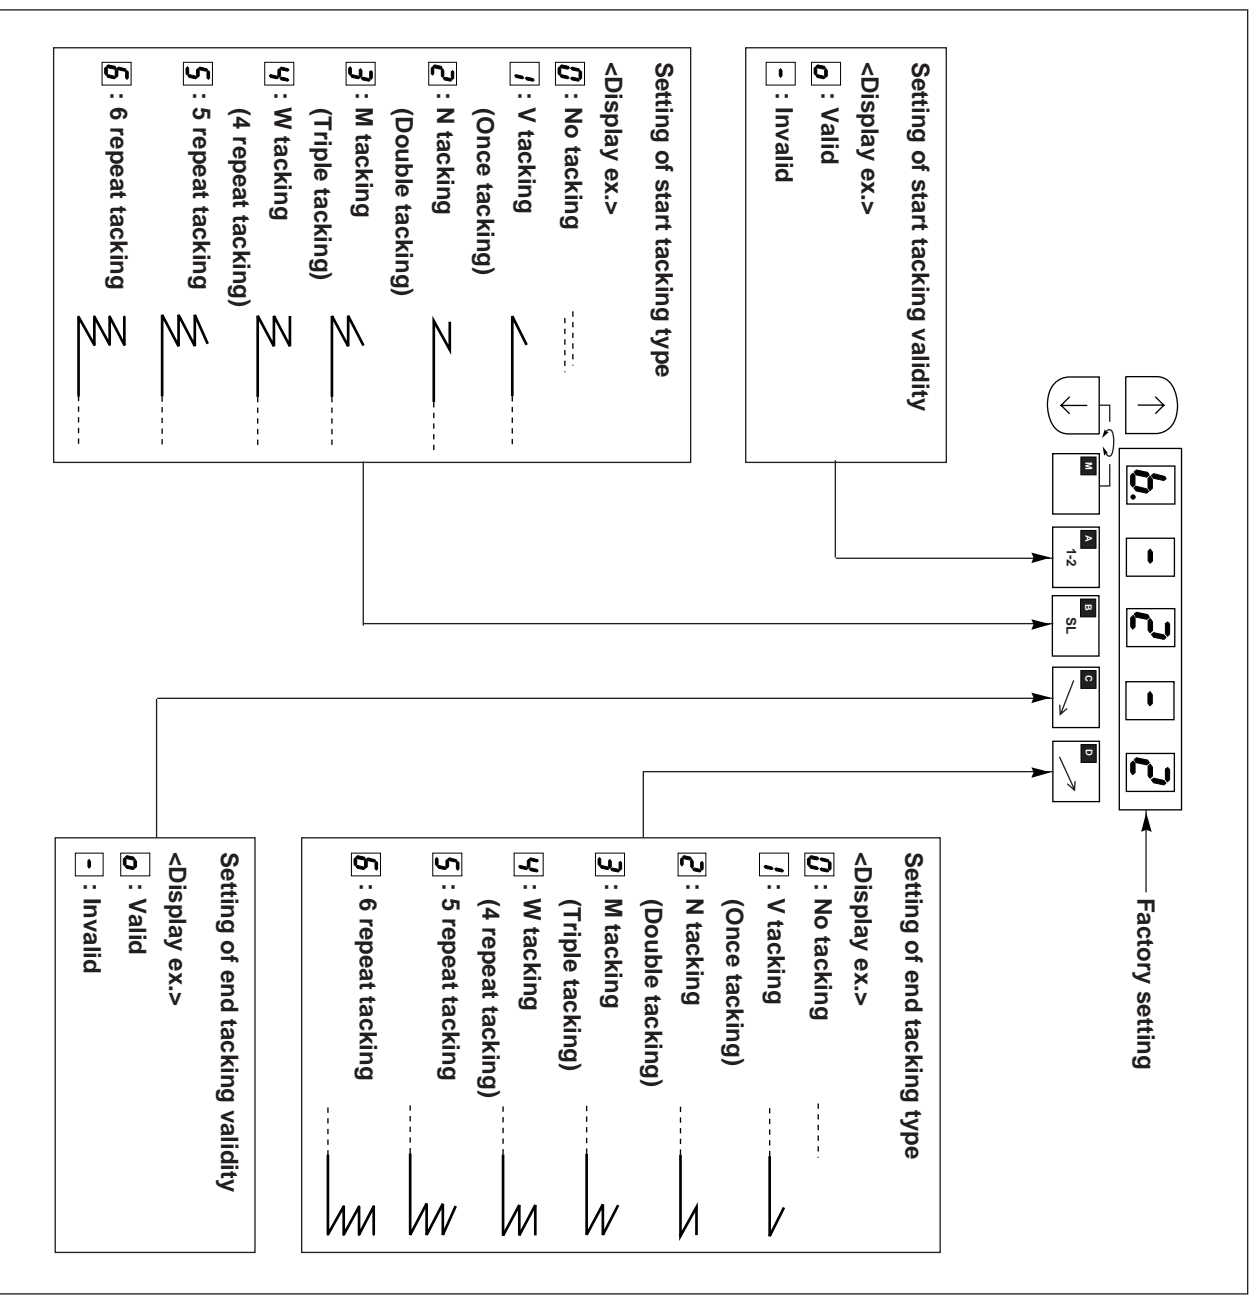 b. - 2 - 2 Factory setting
M A B C D
1-2 SL
Setting of start tacking validity
<Display ex.>
o : Valid
- : Invalid
Setting of start tacking type
<Display ex.>
0 : No tacking
1 : V tacking
(Once tacking)
2 : N tacking
(Double tacking)
3 : M tacking
(Triple tacking)
4 : W tacking
(4 repeat tacking)
5 : 5 repeat tacking
6 : 6 repeat tacking
Setting of end tacking type
<Display ex.>
0 : No tacking
1 : V tacking
(Once tacking)
2 : N tacking
(Double tacking)
3 : M tacking
(Triple tacking)
4 : W tacking
(4 repeat tacking)
5 : 5 repeat tacking
6 : 6 repeat tacking
Setting of end tacking validity
<Display ex.>
o : Valid
- : Invalid